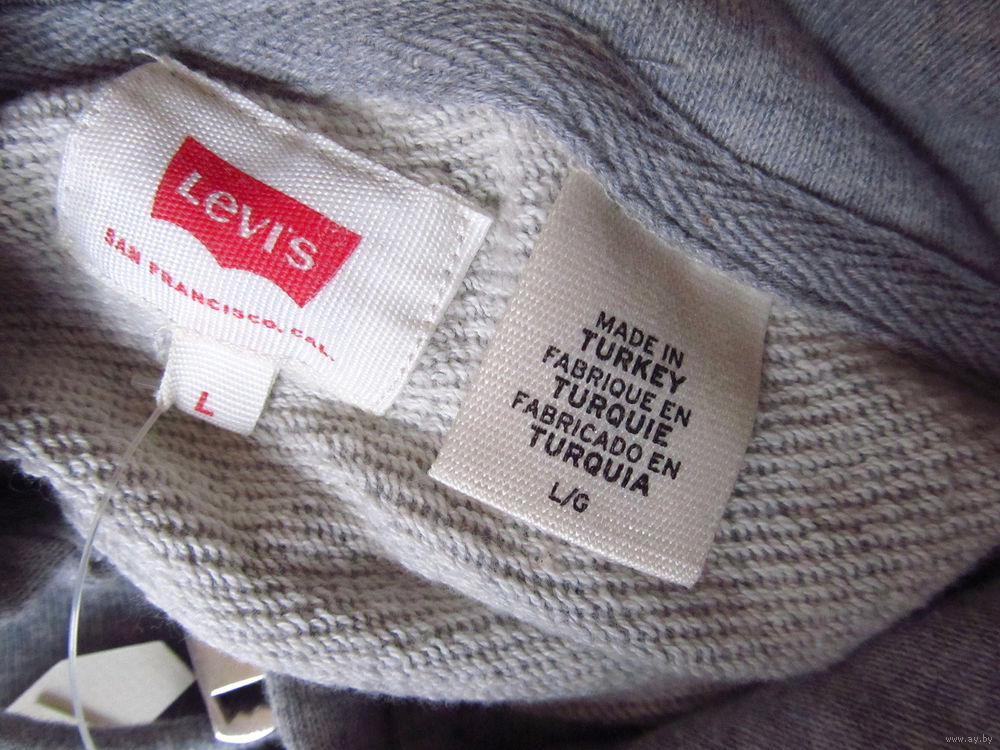 Levi's
SAN FRANCISCO, CAL.
L
MADE IN
TURKEY
FABRIQUE EN
TURQUIE
FABRICADO EN
TURQUIA
L/G
www.ay.by